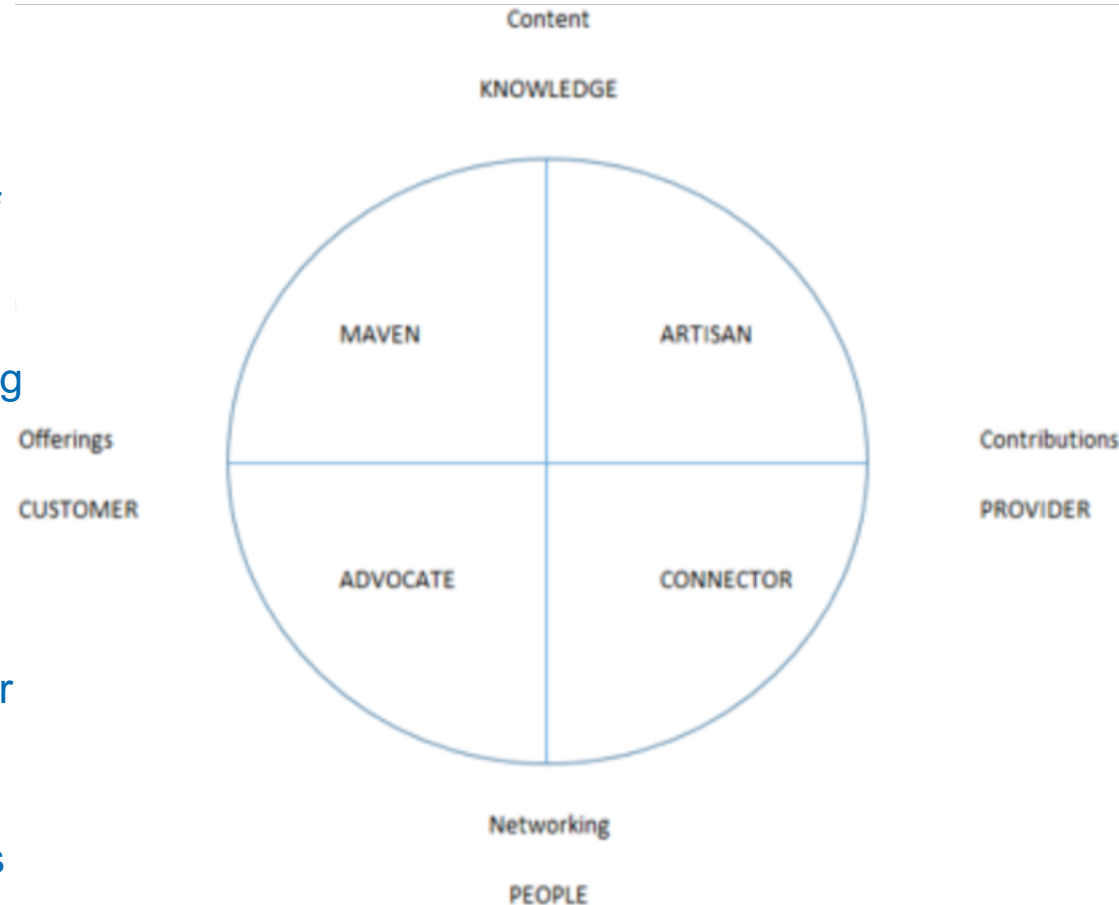 Content
KNOWLEDGE
MAVEN
ARTISAN
g
Offerings
Contributions
CUSTOMER
PROVIDER
ADVOCATE
CONNECTOR
r
Networking
s
PEOPLE